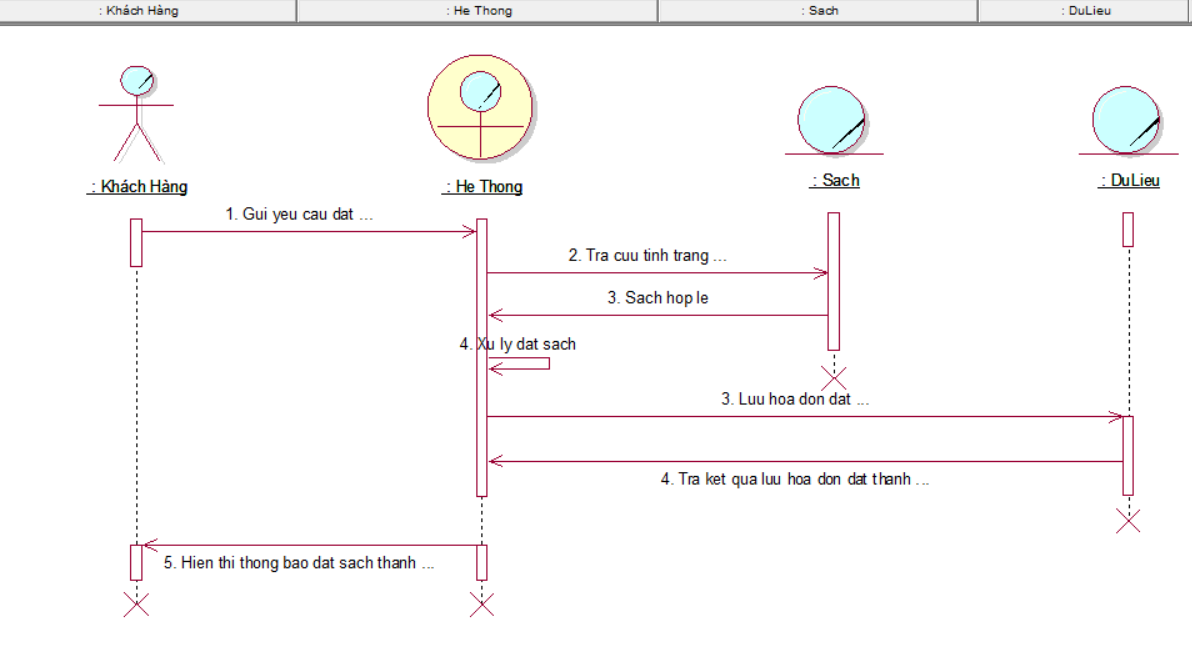 : Khách Hàng
: He Thong
: Sach
: DuLieu
: Khách Hàng
: He Thong
: Sach
: DuLieu
1. Gui yeu cau dat ...
2. Tra cuu tinh trang ...
3. Sach hop le
4. Xu ly dat sach
3. Luu hoa don dat ...
4. Tra ket qua luu hoa don dat thanh ...
5. Hien thi thong bao dat sach thanh ...